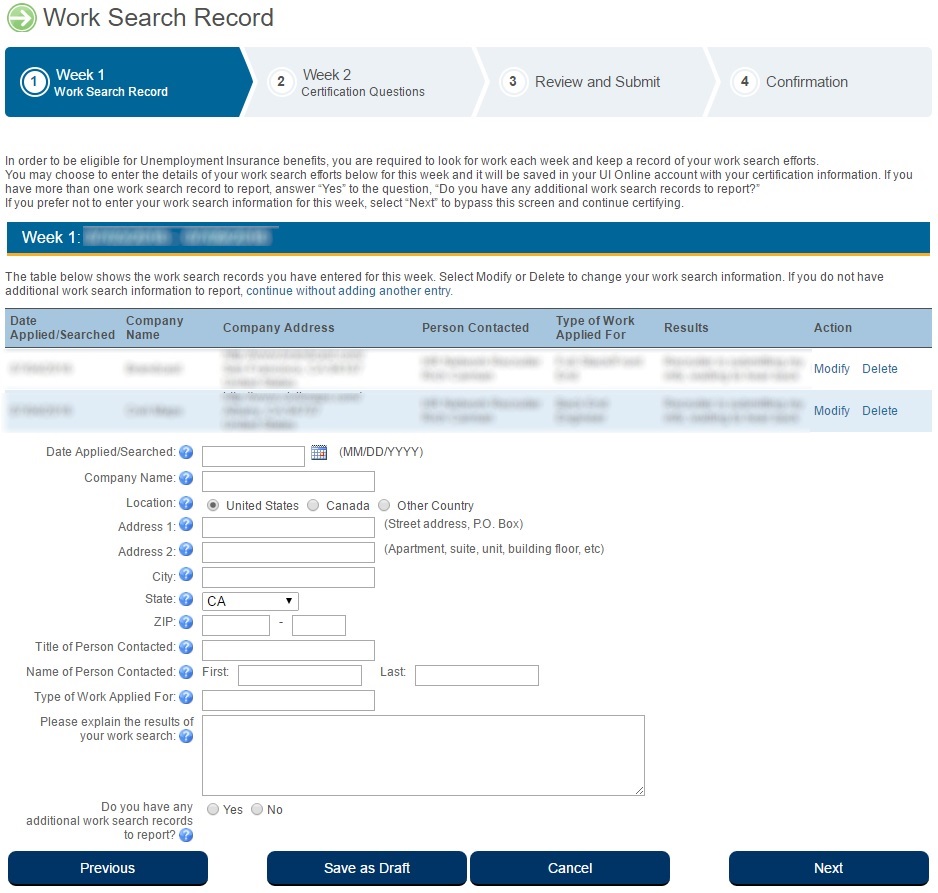 Work Search Record
1 Week 1
Work Search Record
2 Week 2
Certification Questions
3 Review and Submit
4 Confirmation
In order to be eligible for Unemployment Insurance benefits, you are required to look for work each week and keep a record of your work search efforts.
You may choose to enter the details of your work search efforts below for this week and it will be saved in your UI Online account with your certification information. If you
have more than one work search record to report, answer “Yes” to the question, “Do you have any additional work search records to report?”
If you prefer not to enter your work search information for this week, select “Next” to bypass this screen and continue certifying.
Week 1:
The table below shows the work search records you have entered for this week. Select Modify or Delete to change your work search information. If you do not have
additional work search information to report, continue without adding another entry.
Date Applied/Searched Company Name Company Address Person Contacted Type of Work Applied For Results Action
Modify Delete
Modify Delete
Date Applied/Searched: ? (MM/DD/YYYY)
Company Name: ?
Location: ? United States Canada Other Country
Address 1: ? (Street address, P.O. Box)
Address 2: ? (Apartment, suite, unit, building floor, etc)
City: ?
State: ? CA
ZIP: ? -
Title of Person Contacted: ?
Name of Person Contacted: ? First: Last:
Type of Work Applied For: ?
Please explain the results of
your work search: ?
Do you have any
additional work search records
to report? ?
Yes No
Previous Save as Draft Cancel Next